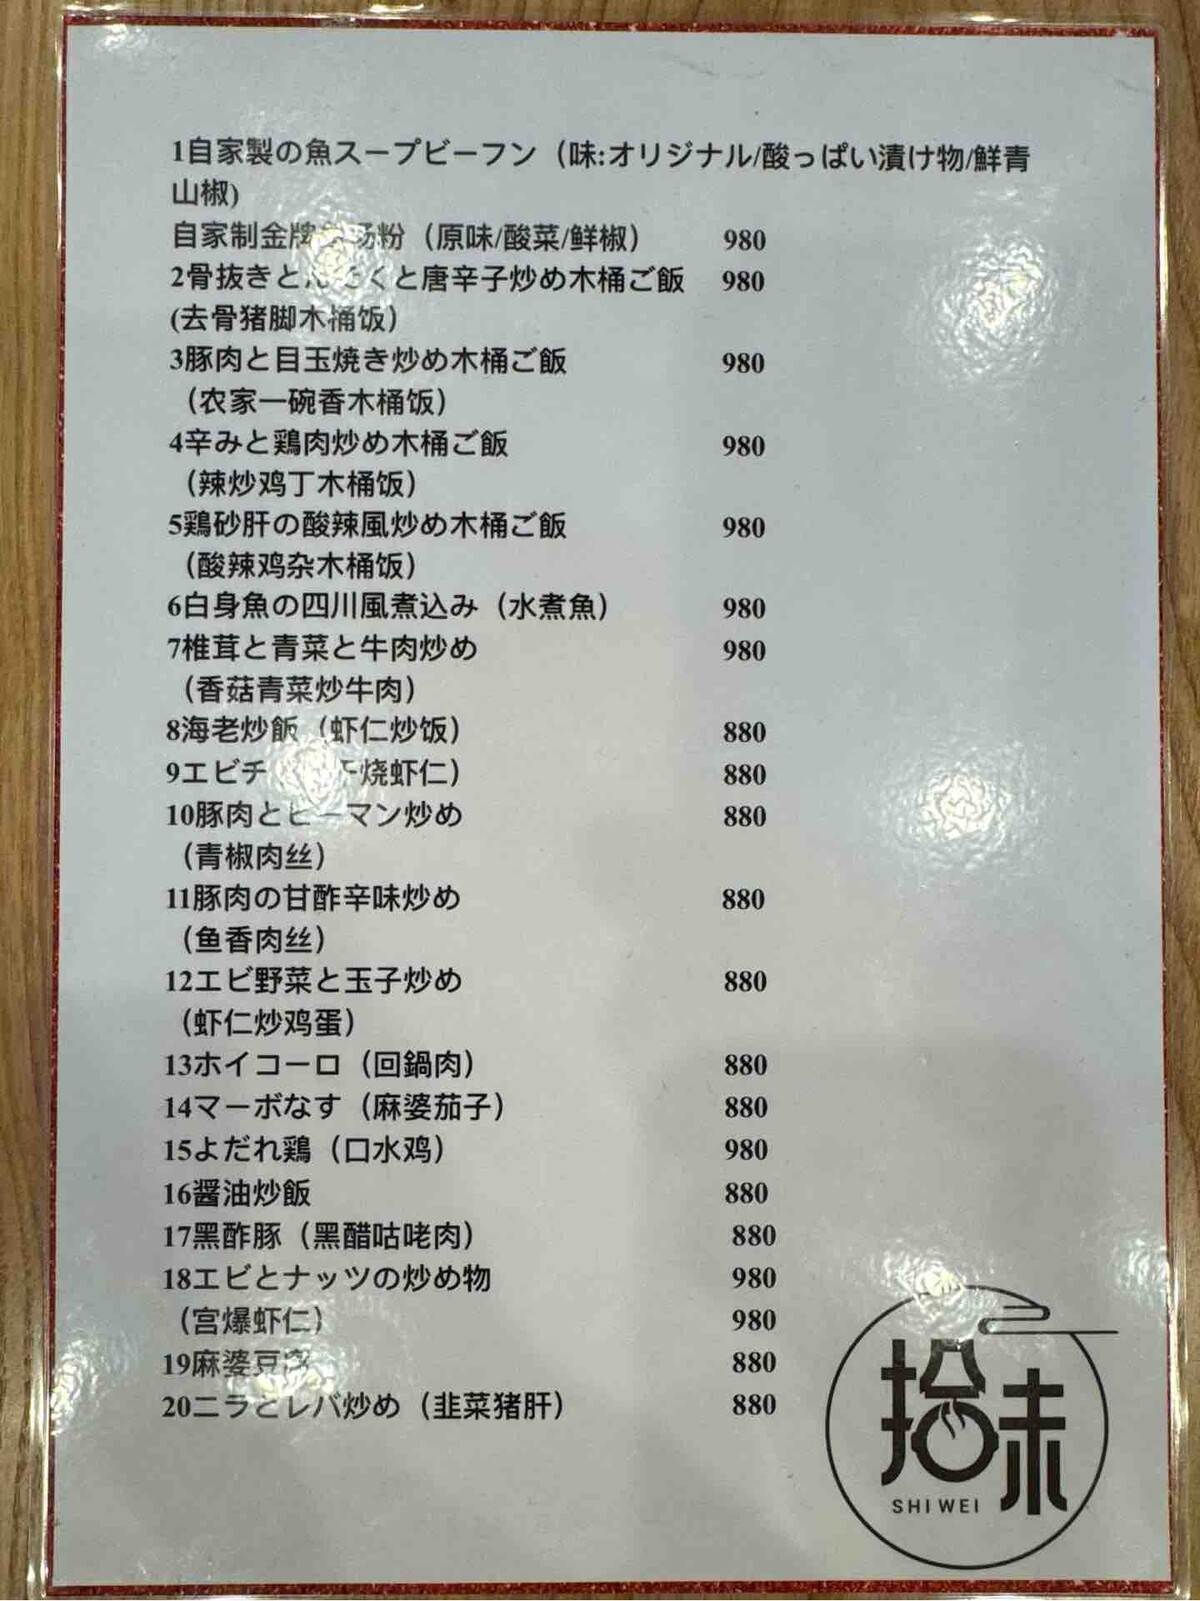 1自家製の魚スープビーフン（味:オリジナル/酸っぱい漬け物/鮮青
山椒)
自家制金牌 汤粉（原味/酸菜/鲜椒） 980
2骨抜きと くと唐辛子炒め木桶ご飯 980
(去骨猪脚木桶饭）
3豚肉と目玉焼き炒め木桶ご飯 980
（农家一碗香木桶饭）
4辛みと鶏肉炒め木桶ご飯 980
（辣炒鸡丁木桶饭）
5鶏砂肝の酸辣風炒め木桶ご飯 980
（酸辣鸡杂木桶饭）
6白身魚の四川風煮込み（水煮魚） 980
7椎茸と青菜と牛肉炒め 980
（香菇青菜炒牛肉）
8海老炒飯（虾仁炒饭） 880
9エビチ 烧虾仁） 880
10豚肉とピーマン炒め 880
（青椒肉丝）
11豚肉の甘酢辛味炒め 880
（鱼香肉丝）
12エビ野菜と玉子炒め 880
（虾仁炒鸡蛋）
13ホイコーロ（回鍋肉） 880
14マーボなす（麻婆茄子） 880
15よだれ鶏（口水鸡） 980
16醤油炒飯 880
17黑酢豚（黑醋咕咾肉） 880
18エビとナッツの炒め物 980
（宫爆虾仁） 980
19麻婆豆腐 880
20ニラとレバ炒め（韭菜猪肝） 880
拾味
SHI WEI